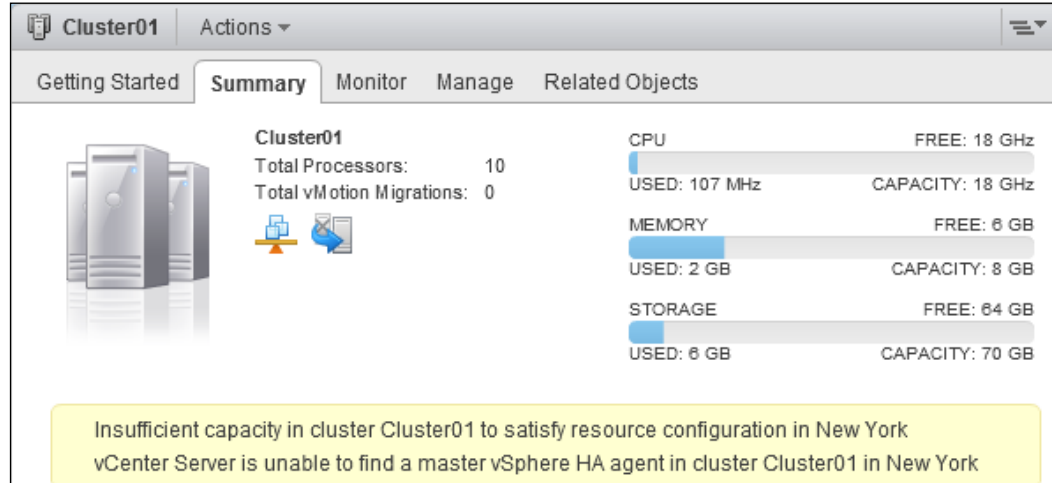 Cluster01 Actions
Getting Started Summary Monitor Manage Related Objects
Cluster01
Total Processors: 10
Total vMotion Migrations: 0
CPU FREE: 18 GHz
USED: 107 MHz CAPACITY: 18 GHz
MEMORY FREE: 6 GB
USED: 2 GB CAPACITY: 8 GB
STORAGE FREE: 64 GB
USED: 6 GB CAPACITY: 70 GB
Insufficient capacity in cluster Cluster01 to satisfy resource configuration in New York
vCenter Server is unable to find a master vSphere HA agent in cluster Cluster01 in New York